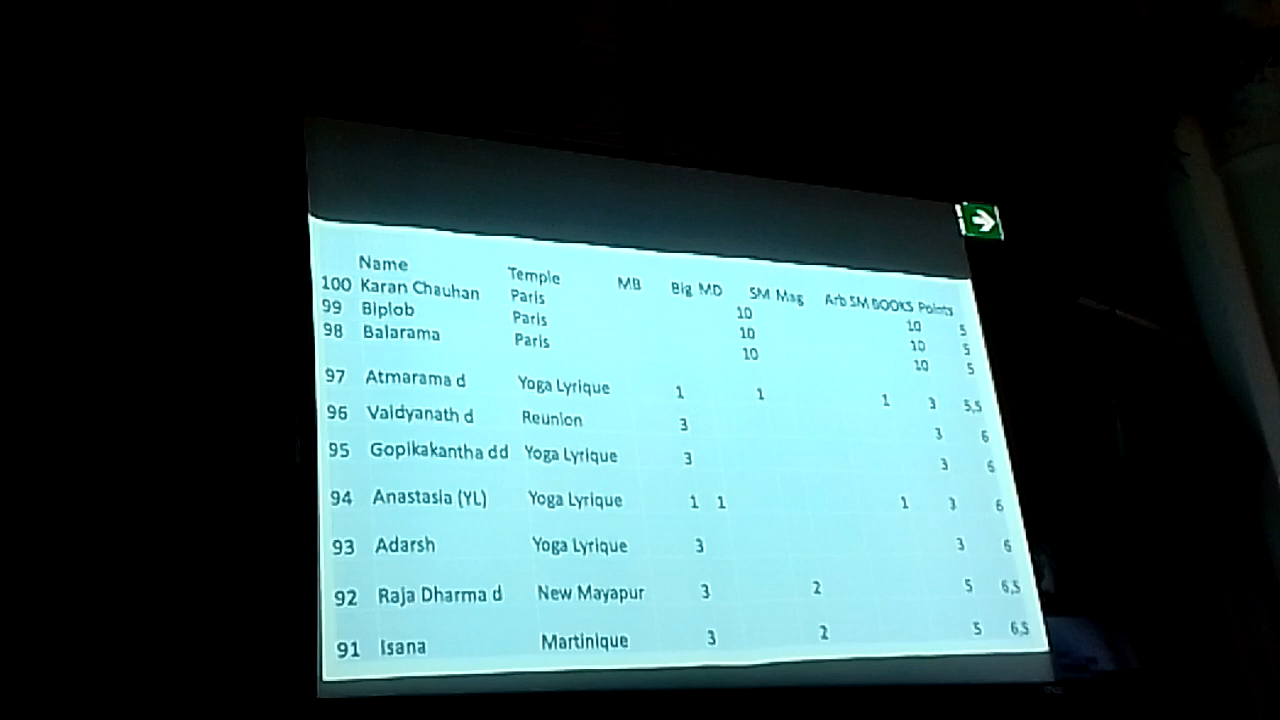 Name Temple MB Big MD SM Mag Arb SM BOOKS Points
100 Karan Chauhan Paris 10 10 5
99 Biplob Paris 10 10 5
98 Balarama Paris 10 10 5
97 Atmarama d Yoga Lyrique 1 1 1 3 5,5
96 Vaidyanath d Reunion 3 3 6
95 Gopikakantha dd Yoga Lyrique 3 3 6
94 Anastasia (YL) Yoga Lyrique 1 1 1 3 6
93 Adarsh Yoga Lyrique 3 3 6
92 Raja Dharma d New Mayapur 3 2 5 6,5
91 Isana Martinique 3 2 5 6,5